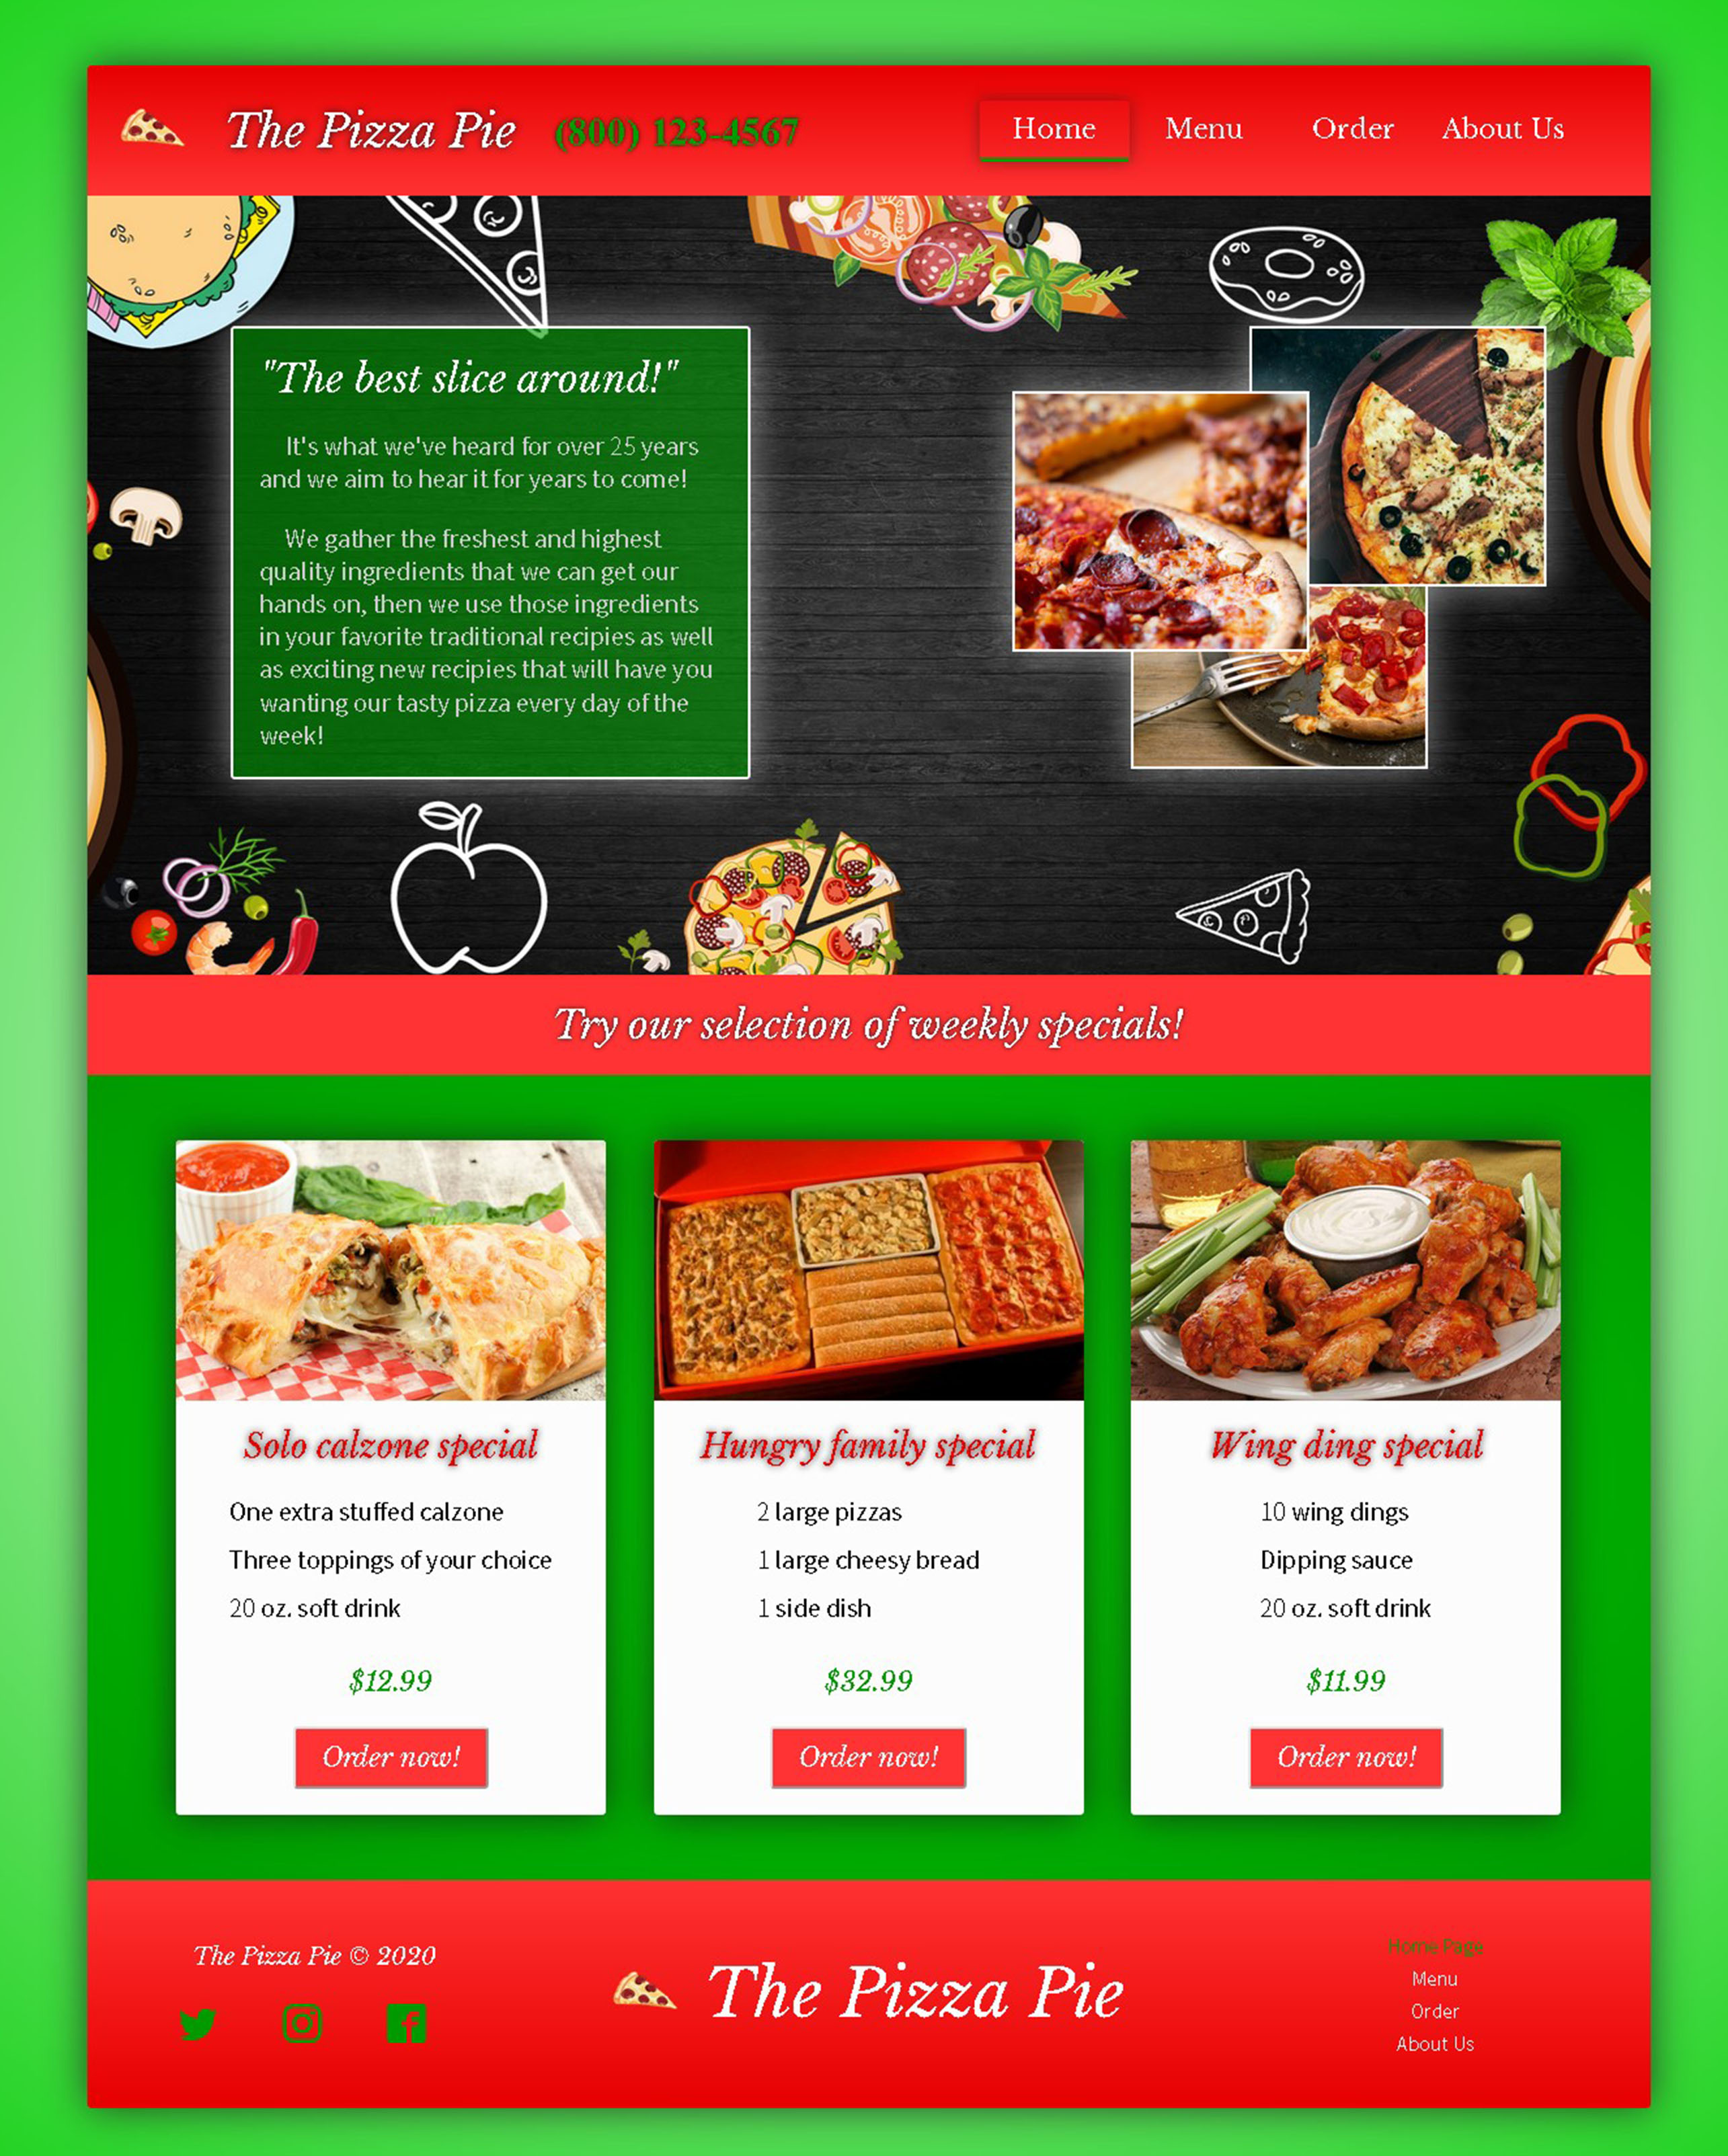 The Pizza Pie
(800) 123-4567
Home
Menu
Order
About Us
"The best slice around!"
It's what we've heard for over 25 years
and we aim to hear it for years to come!
We gather the freshest and highest
quality ingredients that we can get our
hands on, then we use those ingredients
in your favorite traditional recipies as well
as exciting new recipies that will have you
wanting our tasty pizza every day of the
week!
Try our selection of weekly specials!
Solo calzone special
One extra stuffed calzone
Three toppings of your choice
20 oz. soft drink
$12.99
Order now!
Hungry family special
2 large pizzas
1 large cheesy bread
1 side dish
$32.99
Order now!
Wing ding special
10 wing dings
Dipping sauce
20 oz. soft drink
$11.99
Order now!
The Pizza Pie © 2020
The Pizza Pie
Home Page
Menu
Order
About Us